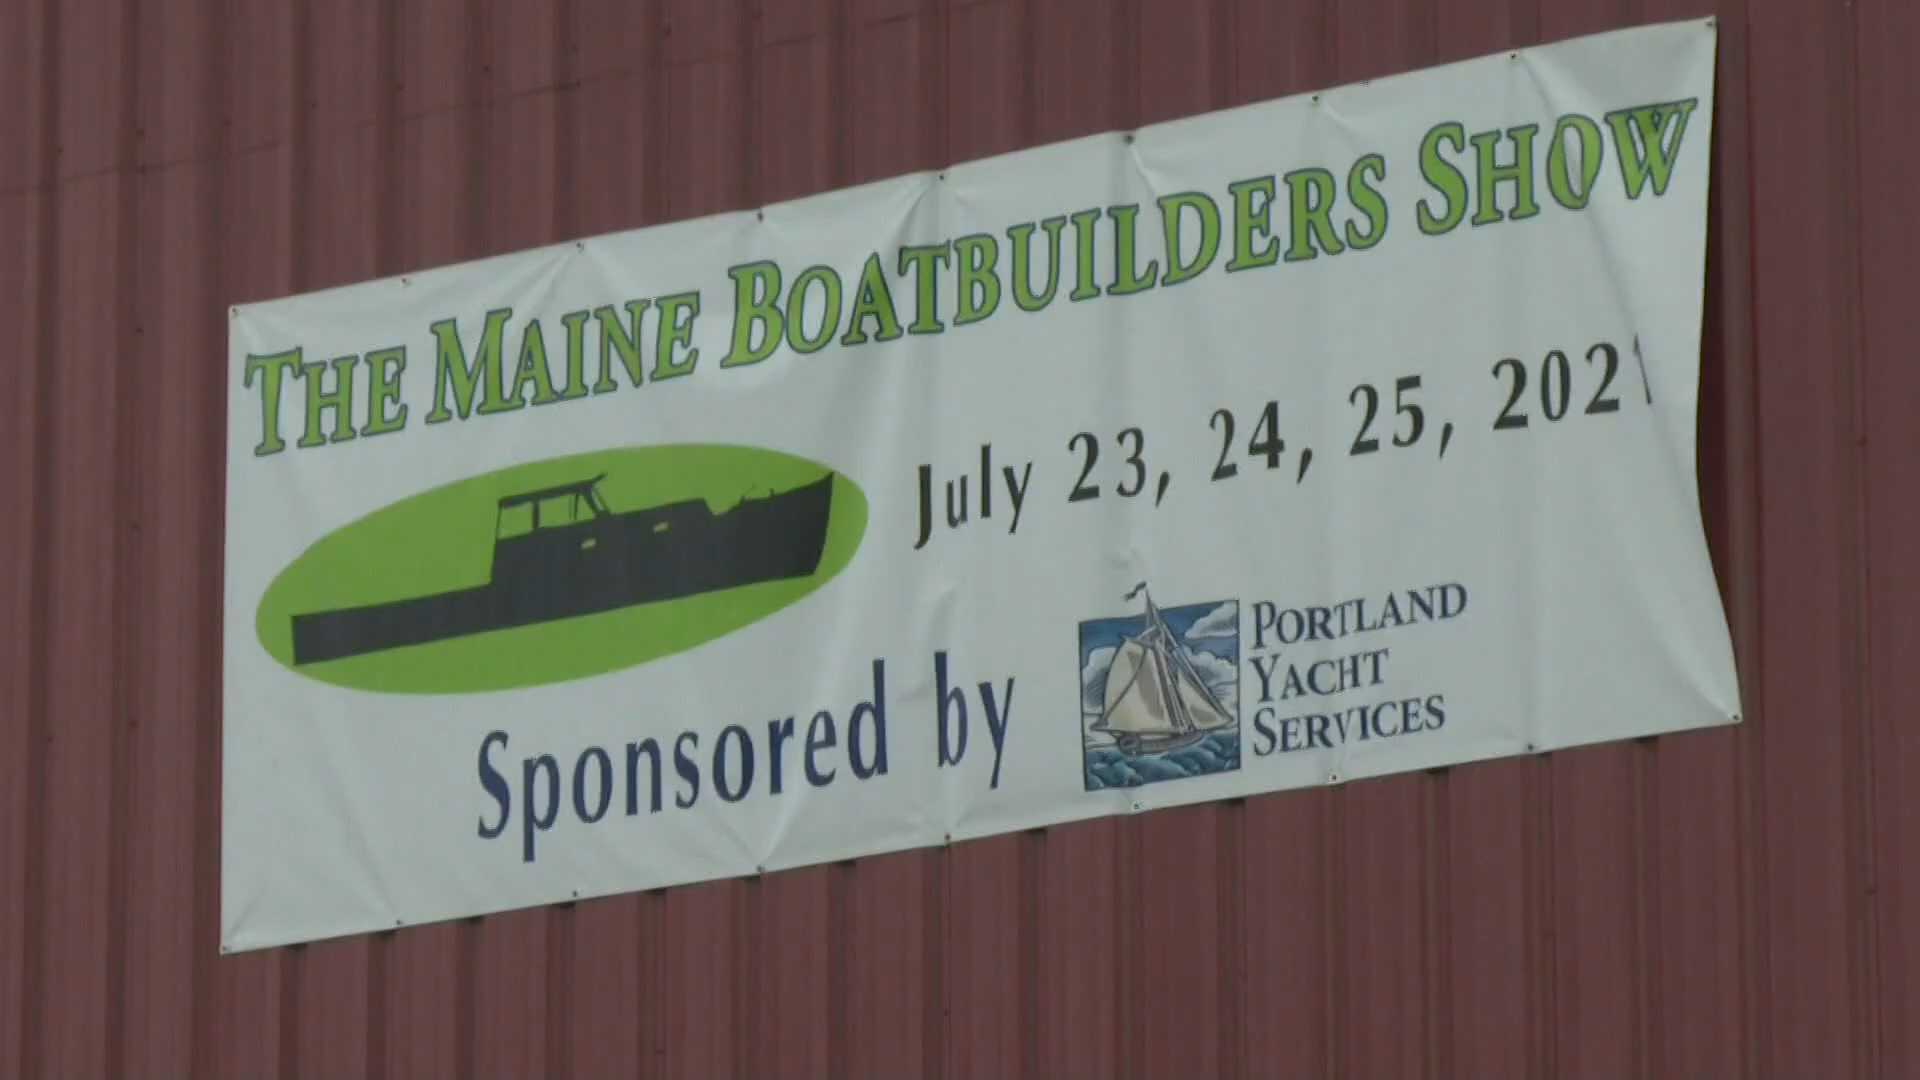 THE MAINE BOATBUILDERS SHOW
July 23, 24, 25, 2021
Sponsored by
PORTLAND
YACHT
SERVICES